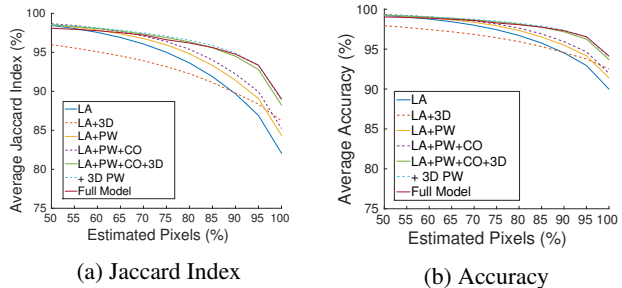 100
95
90
85
80
75
50 55 60 65 70 75 80 85 90 95 100
Average Jaccard Index (%)
Estimated Pixels (%)
LA
LA+3D
LA+PW
LA+PW+CO
LA+PW+CO+3D
+ 3D PW
Full Model
(a) Jaccard Index
100
95
90
85
80
75
50 55 60 65 70 75 80 85 90 95 100
Average Accuracy (%)
Estimated Pixels (%)
LA
LA+3D
LA+PW
LA+PW+CO
LA+PW+CO+3D
+ 3D PW
Full Model
(b) Accuracy